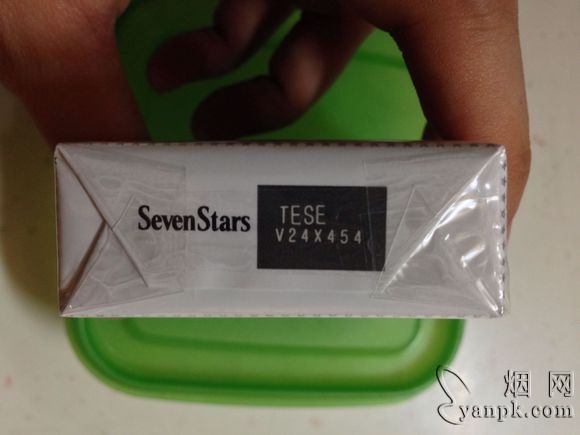 SevenStars
TESE
V24X454
烟网
yanpk.com